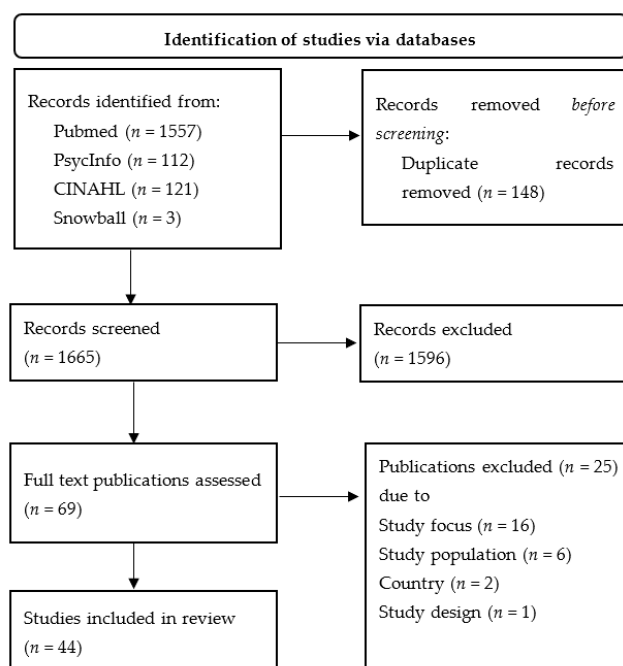 Identification of studies via databases
Records identified from:
Pubmed (n = 1557)
PsycInfo (n = 112)
CINAHL (n = 121)
Snowball (n = 3)
Records removed before
screening:
Duplicate records
removed (n = 148)
Records screened
(n = 1665)
Records excluded
(n = 1596)
Full text publications assessed
(n = 69)
Publications excluded (n = 25)
due to
Study focus (n = 16)
Study population (n = 6)
Country (n = 2)
Study design (n = 1)
Studies included in review
(n = 44)